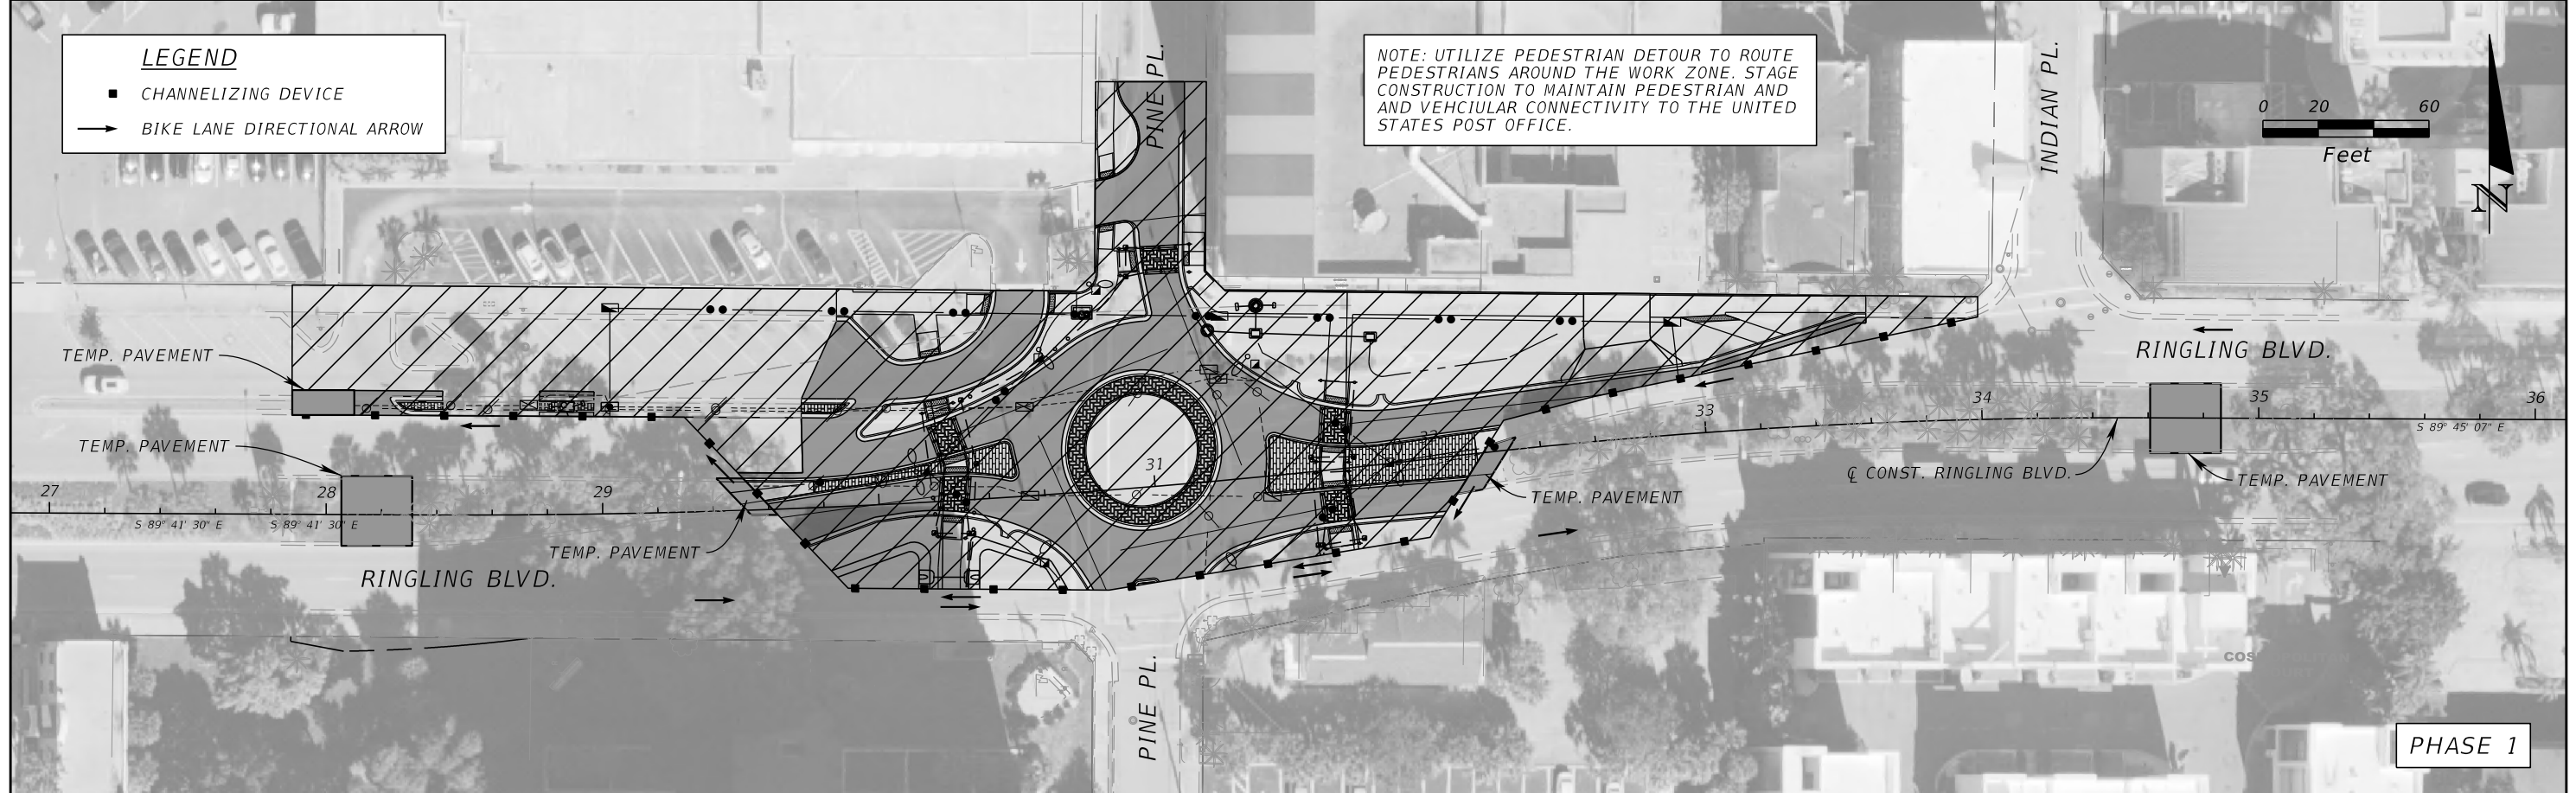 LEGEND
CHANNELIZING DEVICE
BIKE LANE DIRECTIONAL ARROW
PINE PL.
NOTE: UTILIZE PEDESTRIAN DETOUR TO ROUTE
PEDESTRIANS AROUND THE WORK ZONE. STAGE
CONSTRUCTION TO MAINTAIN PEDESTRIAN AND
AND VEHCIULAR CONNECTIVITY TO THE UNITED
STATES POST OFFICE.
INDIAN PL.
0 20 60
Feet
N
TEMP. PAVEMENT
RINGLING BLVD.
TEMP. PAVEMENT
33
34
35
36
S 89° 45' 07" E
℄ CONST. RINGLING BLVD.
TEMP. PAVEMENT
TEMP. PAVEMENT
32
31
27
28
29
S 89° 41' 30" E
S 89° 41' 30" E
TEMP. PAVEMENT
RINGLING BLVD.
PINE PL.
PHASE 1